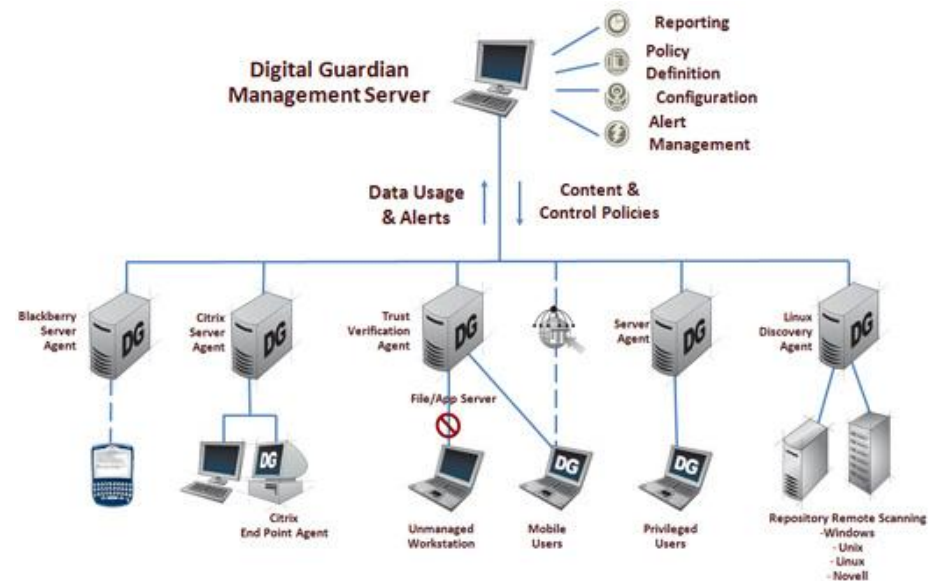 Reporting
Digital Guardian
Management Server
Policy
Definition
Configuration
Alert
Management
Data Usage
& Alerts
Content &
Control Policies
Blackberry
Server
Agent
DG
Citrix
Server
Agent
DG
Trust
Verification
Agent
DG
Server
Agent
DG
Linux
Discovery
Agent
DG
File/App Server
DG
DG
DG
Citrix
End Point Agent
Unmanaged
Workstation
Mobile
Users
Privileged
Users
Repository Remote Scanning
-Windows
- Unix
- Linux
- Novell